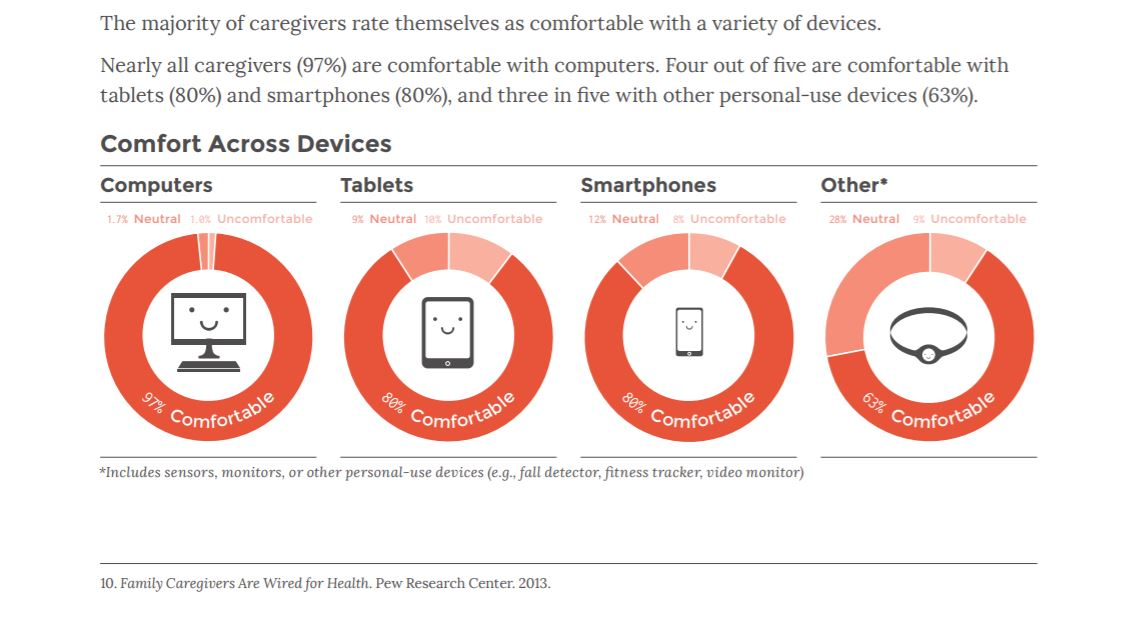 The majority of caregivers rate themselves as comfortable with a variety of devices.
Nearly all caregivers (97%) are comfortable with computers. Four out of five are comfortable with
tablets (80%) and smartphones (80%), and three in five with other personal-use devices (63%).
Comfort Across Devices
Computers
1.7% Neutral 1.0% Uncomfortable
97% Comfortable
Tablets
9% Neutral 10% Uncomfortable
80% Comfortable
Smartphones
12% Neutral 8% Uncomfortable
80% Comfortable
Other*
28% Neutral 9% Uncomfortable
63% Comfortable
*Includes sensors, monitors, or other personal-use devices (e.g., fall detector, fitness tracker, video monitor)
10. Family Caregivers Are Wired for Health. Pew Research Center. 2013.